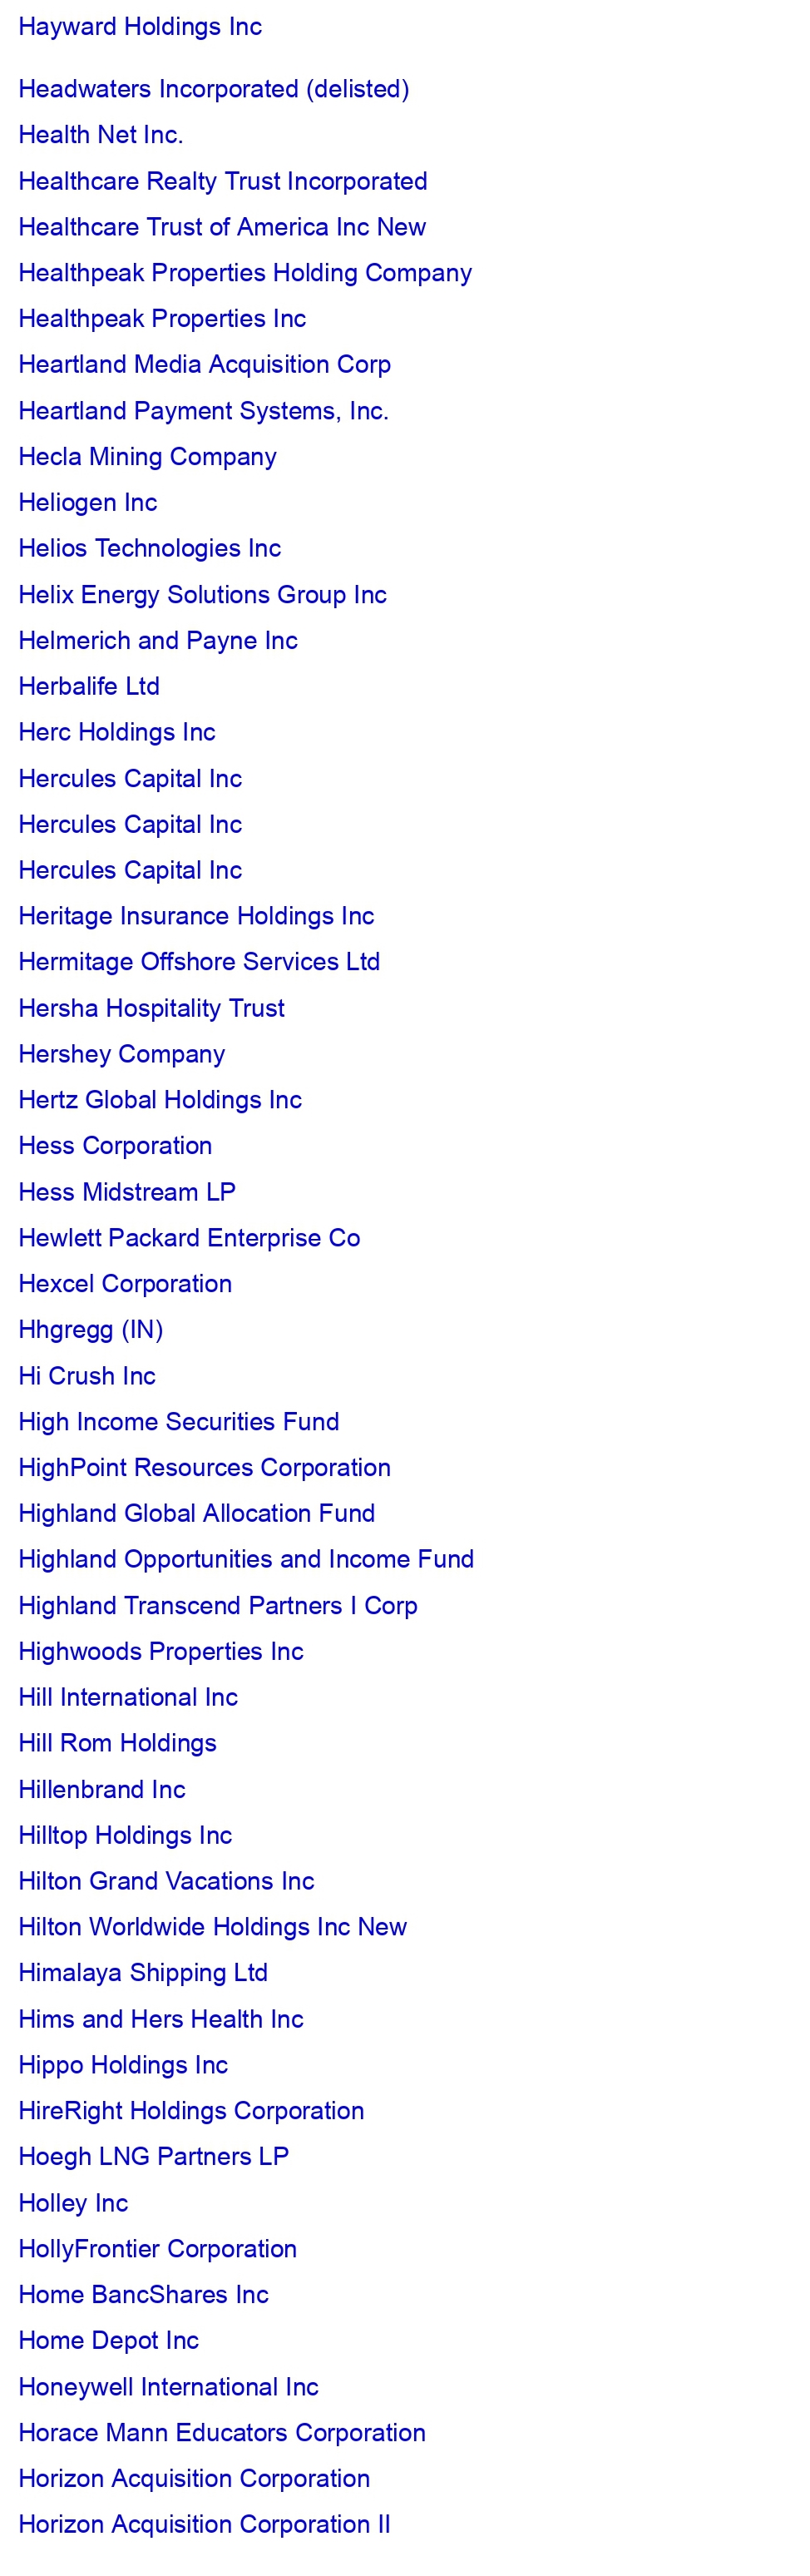 Hayward Holdings Inc
Headwaters Incorporated (delisted)
Health Net Inc.
Healthcare Realty Trust Incorporated
Healthcare Trust of America Inc New
Healthpeak Properties Holding Company
Healthpeak Properties Inc
Heartland Media Acquisition Corp
Heartland Payment Systems, Inc.
Hecla Mining Company
Heliogen Inc
Helios Technologies Inc
Helix Energy Solutions Group Inc
Helmerich and Payne Inc
Herbalife Ltd
Herc Holdings Inc
Hercules Capital Inc
Hercules Capital Inc
Hercules Capital Inc
Heritage Insurance Holdings Inc
Hermitage Offshore Services Ltd
Hersha Hospitality Trust
Hershey Company
Hertz Global Holdings Inc
Hess Corporation
Hess Midstream LP
Hewlett Packard Enterprise Co
Hexcel Corporation
Hhgregg (IN)
Hi Crush Inc
High Income Securities Fund
HighPoint Resources Corporation
Highland Global Allocation Fund
Highland Opportunities and Income Fund
Highland Transcend Partners I Corp
Highwoods Properties Inc
Hill International Inc
Hill Rom Holdings
Hillenbrand Inc
Hilltop Holdings Inc
Hilton Grand Vacations Inc
Hilton Worldwide Holdings Inc New
Himalaya Shipping Ltd
Hims and Hers Health Inc
Hippo Holdings Inc
HireRight Holdings Corporation
Hoegh LNG Partners LP
Holley Inc
HollyFrontier Corporation
Home BancShares Inc
Home Depot Inc
Honeywell International Inc
Horace Mann Educators Corporation
Horizon Acquisition Corporation
Horizon Acquisition Corporation II